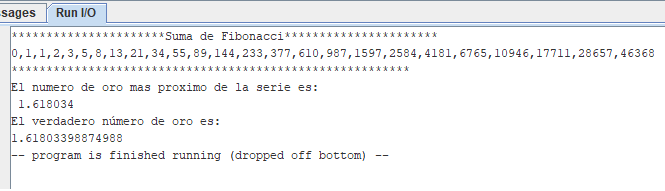 ssages Run I/O
**********************Suma de Fibonacci**********************
0,1,1,2,3,5,8,13,21,34,55,89,144,233,377,610,987,1597,2584,4181,6765,10946,17711,28657,46368
**********************************************************
El numero de oro mas proximo de la serie es:
1.618034
El verdadero número de oro es:
1.61803398874988
-- program is finished running (dropped off bottom) --